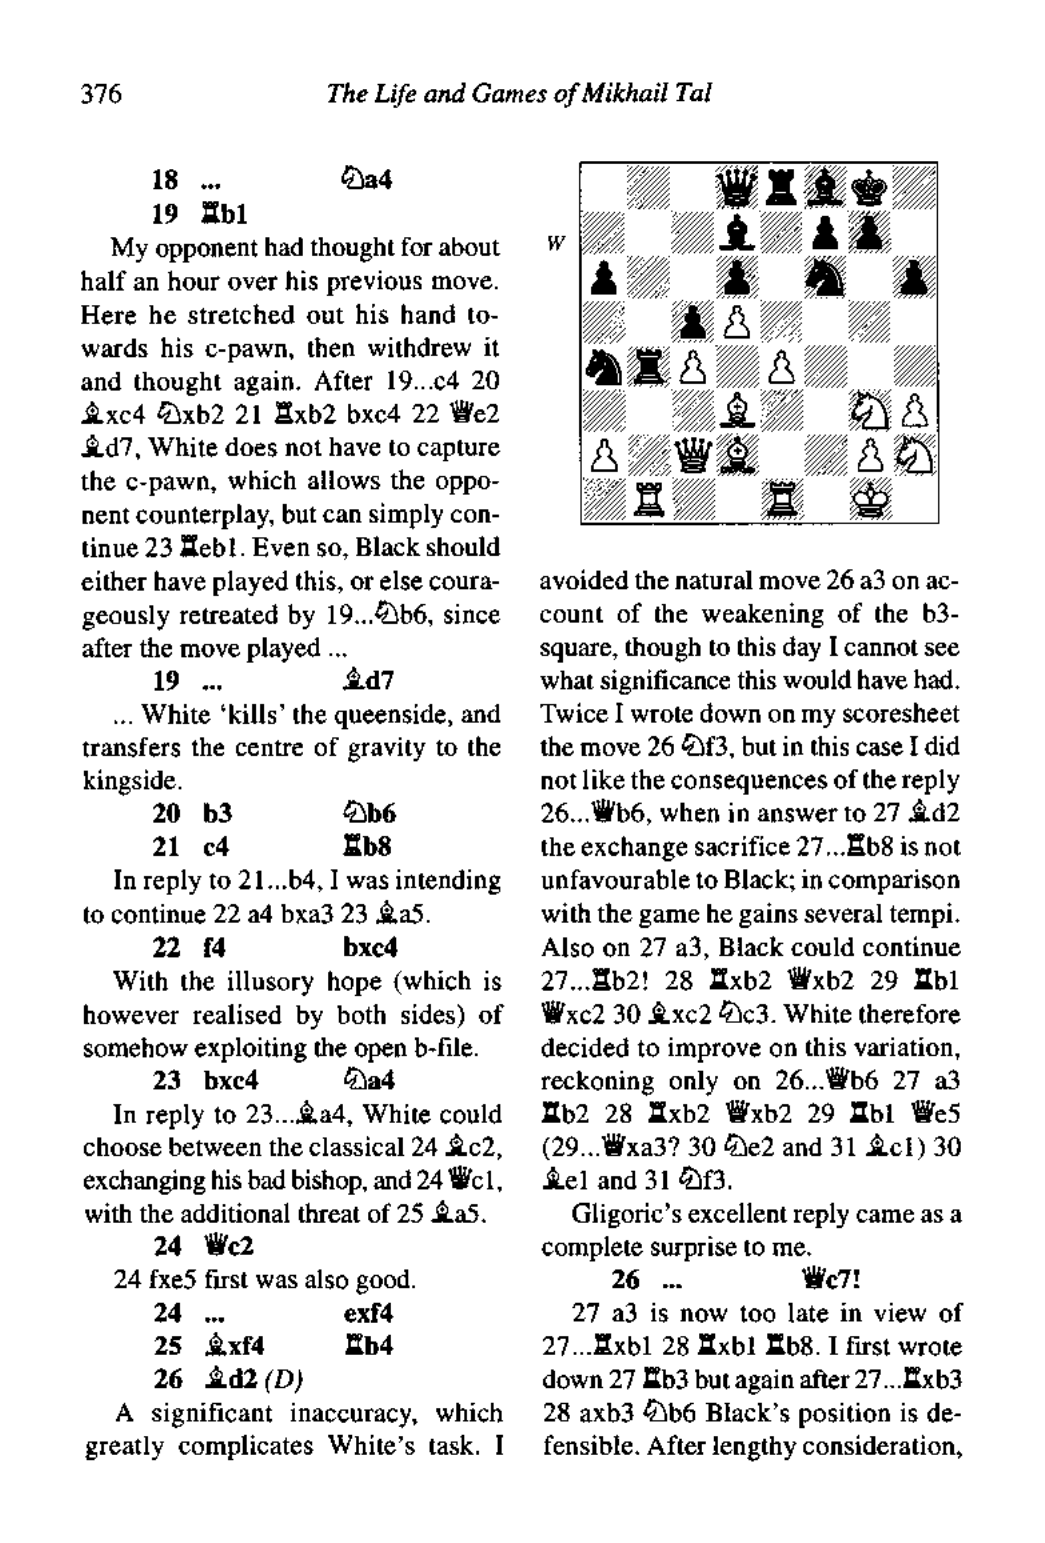 376
The Life and Games of Mikhail Tal
18 ... ♘a4
19 ♖b1
My opponent had thought for about
half an hour over his previous move.
Here he stretched out his hand to-
wards his c-pawn, then withdrew it
and thought again. After 19...c4 20
♗xc4 ♘xb2 21 ♖xb2 bxc4 22 ♕e2
♗d7, White does not have to capture
the c-pawn, which allows the oppo-
nent counterplay, but can simply con-
tinue 23 ♖eb1. Even so, Black should
either have played this, or else coura-
geously retreated by 19...♘b6, since
after the move played ...
19 ... ♗d7
... White ‘kills’ the queenside, and
transfers the centre of gravity to the
kingside.
20 b3 ♘b6
21 c4 ♖b8
In reply to 21...b4, I was intending
to continue 22 a4 bxa3 23 ♗a5.
22 f4 bxc4
With the illusory hope (which is
however realised by both sides) of
somehow exploiting the open b-file.
23 bxc4 ♘a4
In reply to 23...♗a4, White could
choose between the classical 24 ♗c2,
exchanging his bad bishop, and 24 ♕c1,
with the additional threat of 25 ♗a5.
24 ♕c2
24 fxe5 first was also good.
24 ... exf4
25 ♗xf4 ♖b4
26 ♗d2 (D)
A significant inaccuracy, which
greatly complicates White’s task. I
W
avoided the natural move 26 a3 on ac-
count of the weakening of the b3-
square, though to this day I cannot see
what significance this would have had.
Twice I wrote down on my scoresheet
the move 26 ♘f3, but in this case I did
not like the consequences of the reply
26...♕b6, when in answer to 27 ♗d2
the exchange sacrifice 27...♖b8 is not
unfavourable to Black; in comparison
with the game he gains several tempi.
Also on 27 a3, Black could continue
27...♖b2! 28 ♖xb2 ♕xb2 29 ♖b1
♕xc2 30 ♗xc2 ♘c3. White therefore
decided to improve on this variation,
reckoning only on 26...♕b6 27 a3
♖b2 28 ♖xb2 ♕xb2 29 ♖b1 ♕e5
(29...♕xa3? 30 ♘e2 and 31 ♗c1) 30
♗e1 and 31 ♘f3.
Gligoric’s excellent reply came as a
complete surprise to me.
26 ... ♕c7!
27 a3 is now too late in view of
27...♖xb1 28 ♖xb1 ♖b8. I first wrote
down 27 ♖b3 but again after 27...♖xb3
28 axb3 ♘b6 Black’s position is de-
fensible. After lengthy consideration,